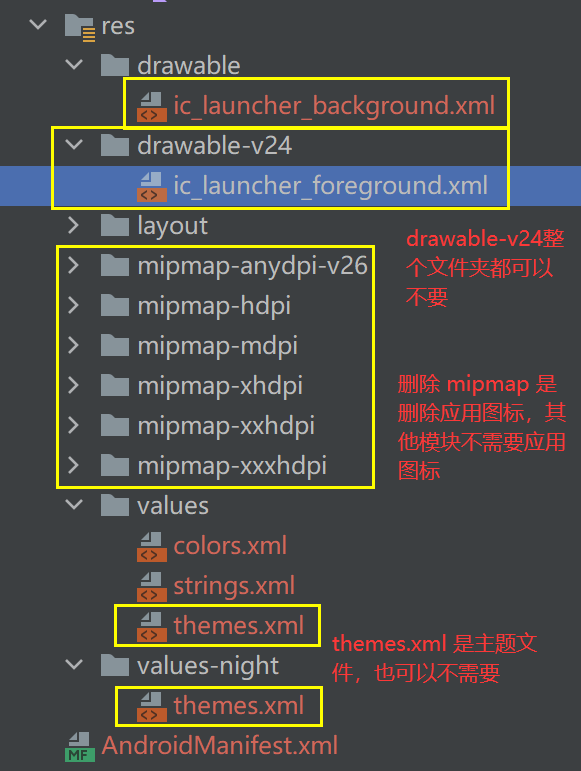 res
drawable
ic_launcher_background.xml
drawable-v24
ic_launcher_foreground.xml
layout
drawable-v24整
个文件夹都可以
不要
mipmap-anydpi-v26
mipmap-hdpi
mipmap-mdpi
mipmap-xhdpi
mipmap-xxhdpi
mipmap-xxxhdpi
删除 mipmap 是
删除应用图标，其
他模块不需要应用
图标
values
colors.xml
strings.xml
themes.xml
themes.xml 是主题文
件，也可以不需要
values-night
themes.xml
MF AndroidManifest.xml